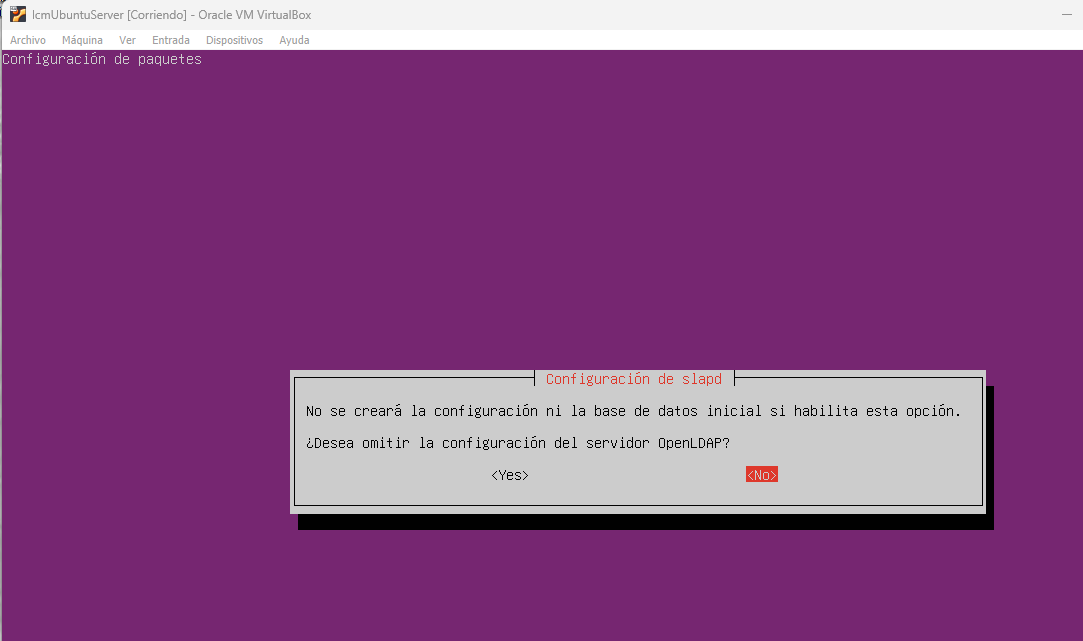 lcmUbuntuServer [Corriendo] - Oracle VM VirtualBox
Archivo Máquina Ver Entrada Dispositivos Ayuda
Configuración de paquetes
Configuración de slapd
No se creará la configuración ni la base de datos inicial si habilita esta opción.
¿Desea omitir la configuración del servidor OpenLDAP?
<Yes> <No>